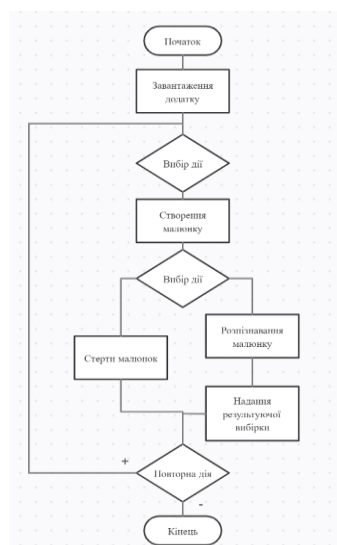 Початок
Завантаження
додатку
Вибір дії
Створення
малюнку
Вибір дії
Розпізнавання
малюнку
Стерти малюнок
Надання
результуючої
вибірки
+
Повторна дія
-
Кінець